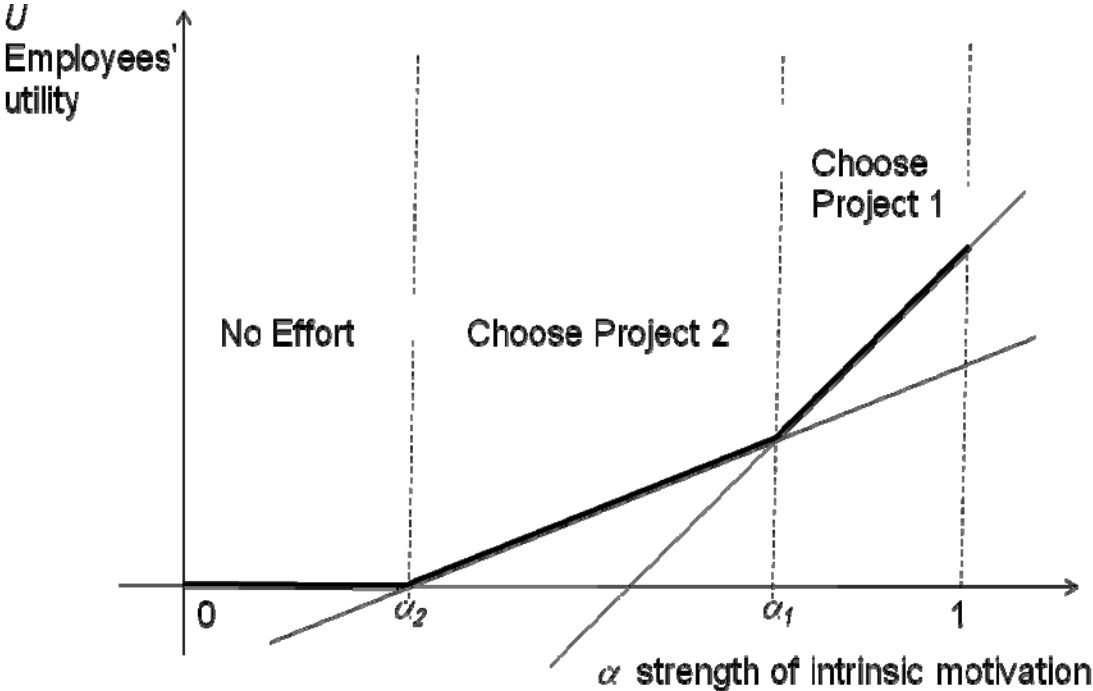 U
Employees'
utility
Choose
Project 1
No Effort
Choose Project 2
0
α2
α1
1
α strength of intrinsic motivation